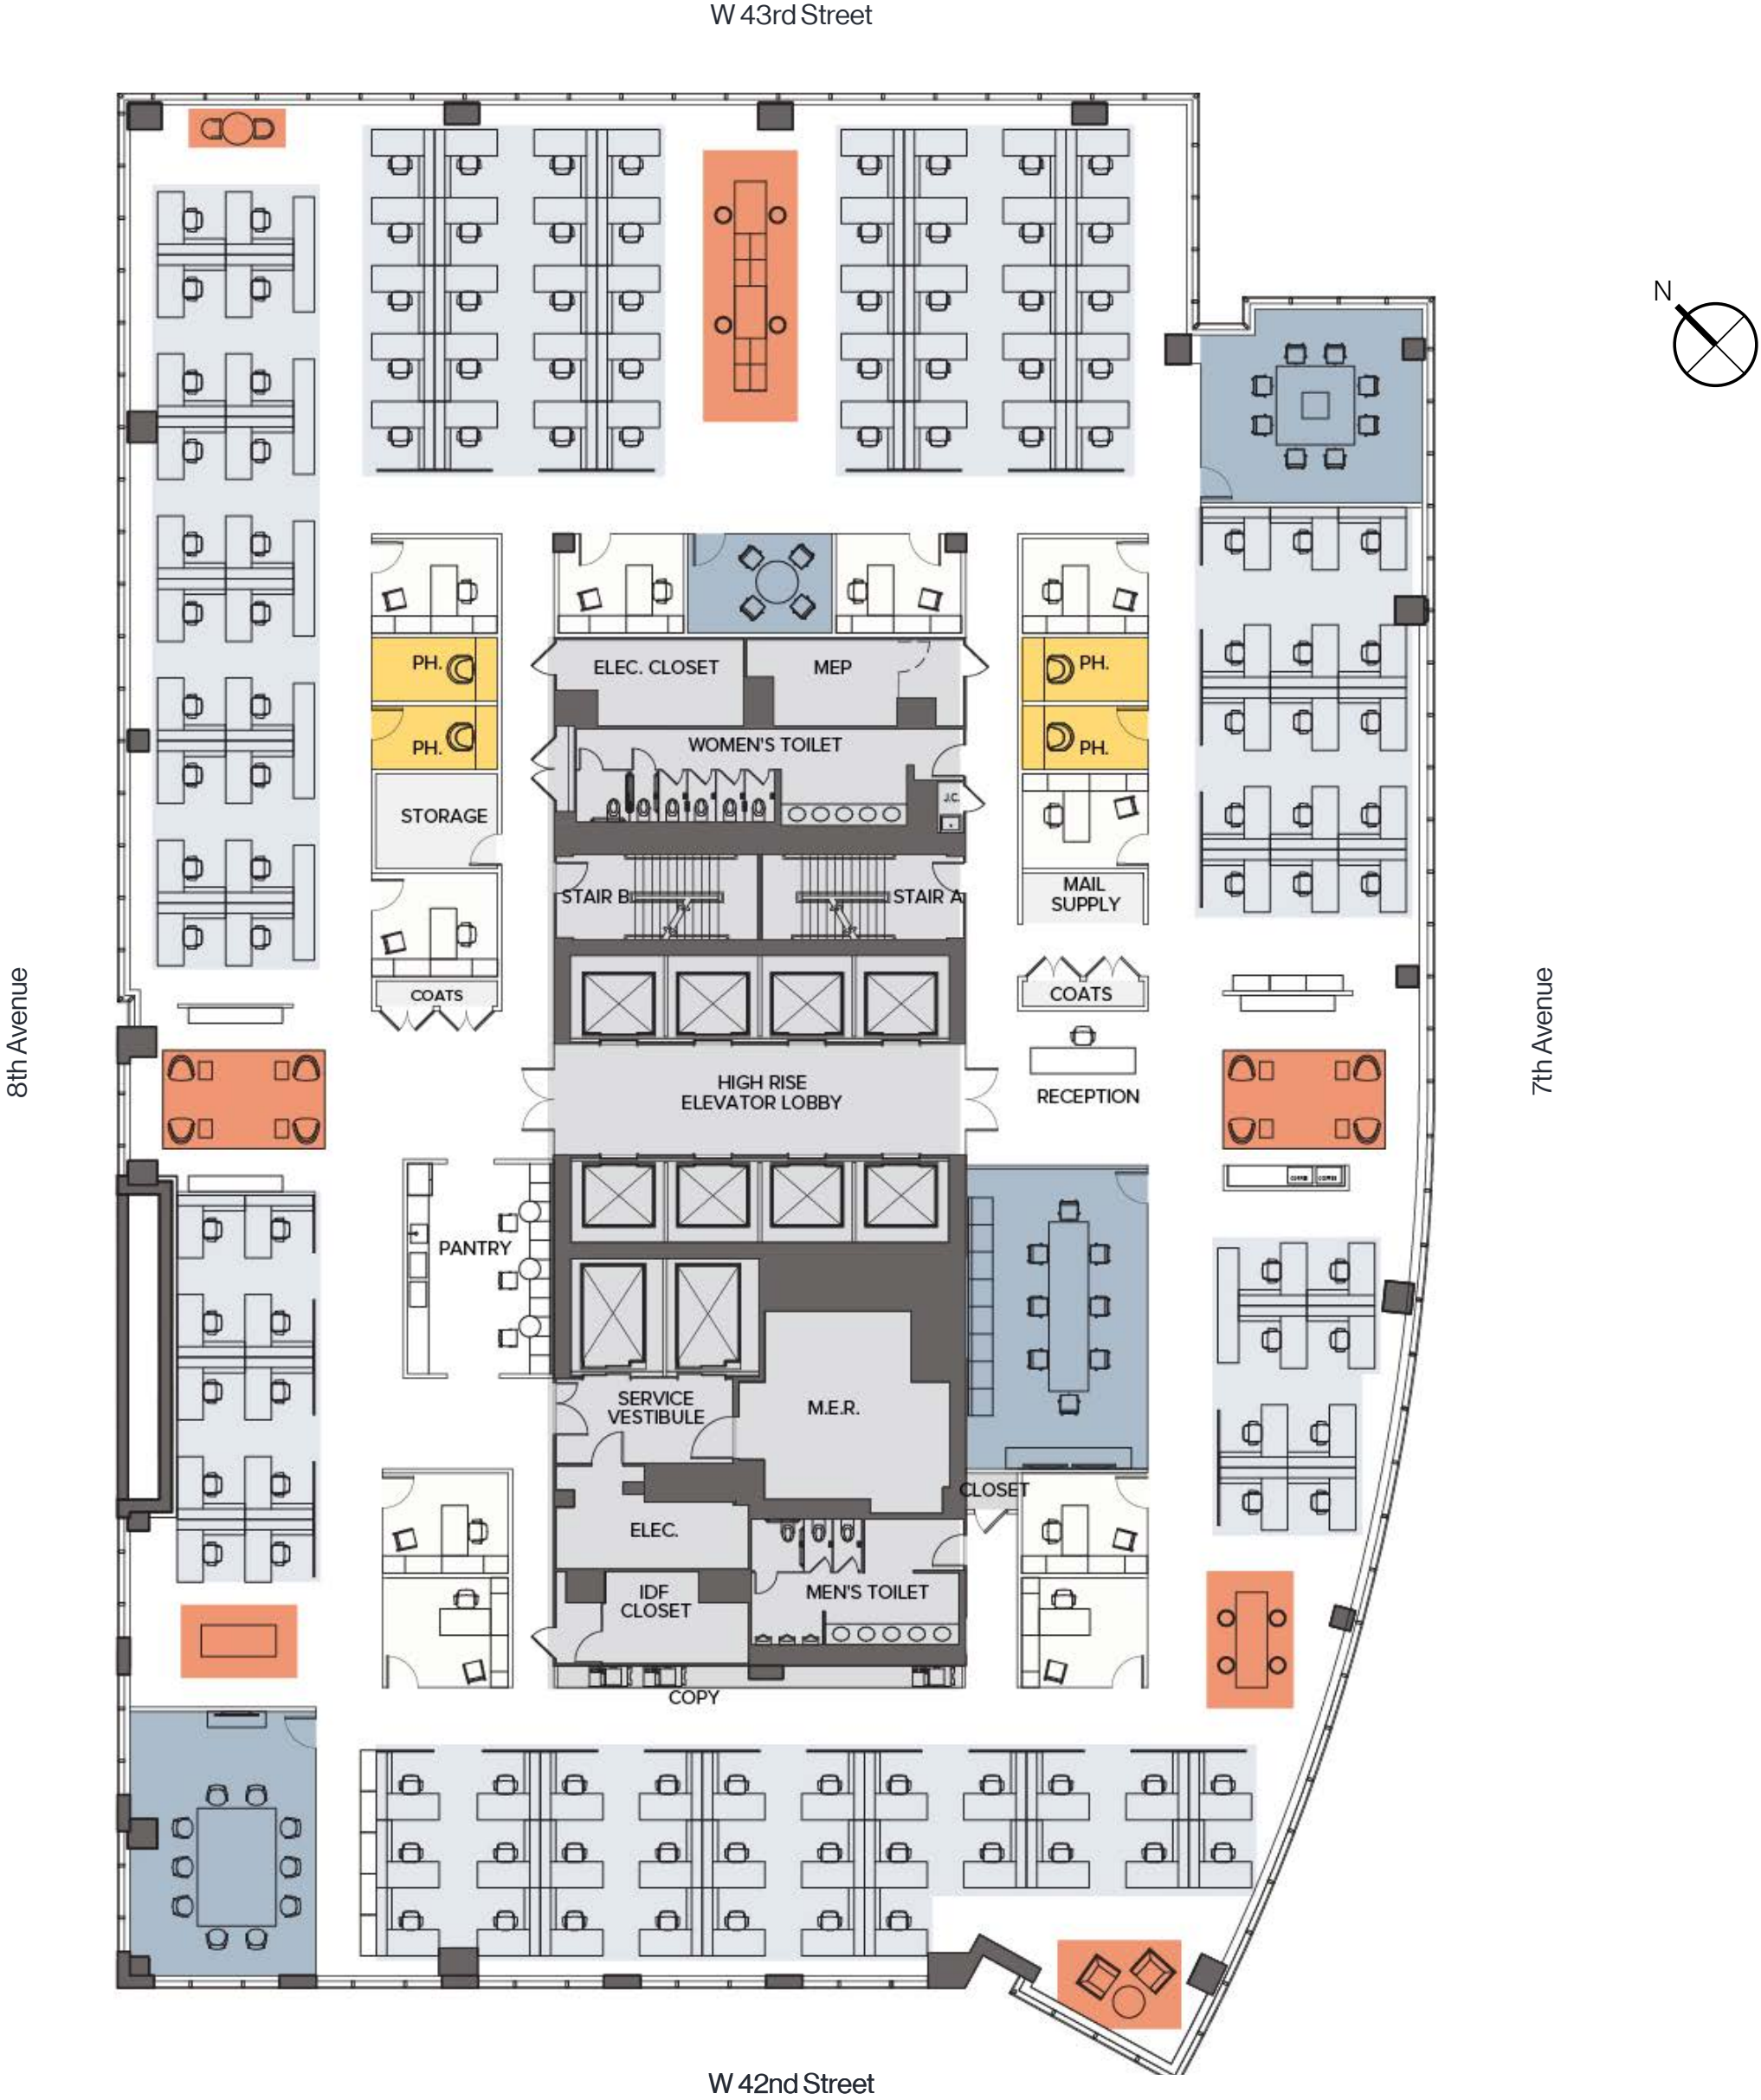 W 43rd Street
N
PH.
PH.
ELEC. CLOSET
MEP
PH.
PH.
WOMEN'S TOILET
STORAGE
J.C.
STAIR B
STAIR A
MAIL
SUPPLY
COATS
COATS
8th Avenue
7th Avenue
HIGH RISE
ELEVATOR LOBBY
RECEPTION
PANTRY
SERVICE
VESTIBULE
M.E.R.
CLOSET
ELEC.
IDF
CLOSET
MEN'S TOILET
COPY
W 42nd Street